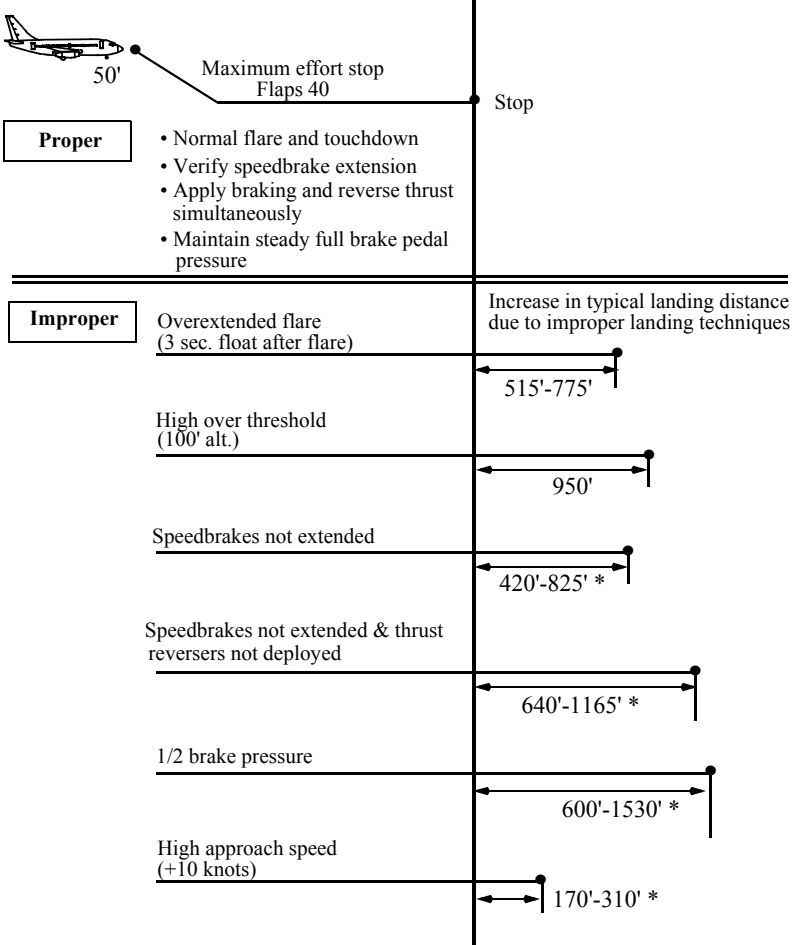 50'
Maximum effort stop
Flaps 40
Stop
Proper
• Normal flare and touchdown
• Verify speedbrake extension
• Apply braking and reverse thrust
simultaneously
• Maintain steady full brake pedal
pressure
Improper
Increase in typical landing distance
due to improper landing techniques
Overextended flare
(3 sec. float after flare)
515'-775'
High over threshold
(100' alt.)
950'
Speedbrakes not extended
420'-825' *
Speedbrakes not extended & thrust
reversers not deployed
640'-1165' *
1/2 brake pressure
600'-1530' *
High approach speed
(+10 knots)
170'-310' *